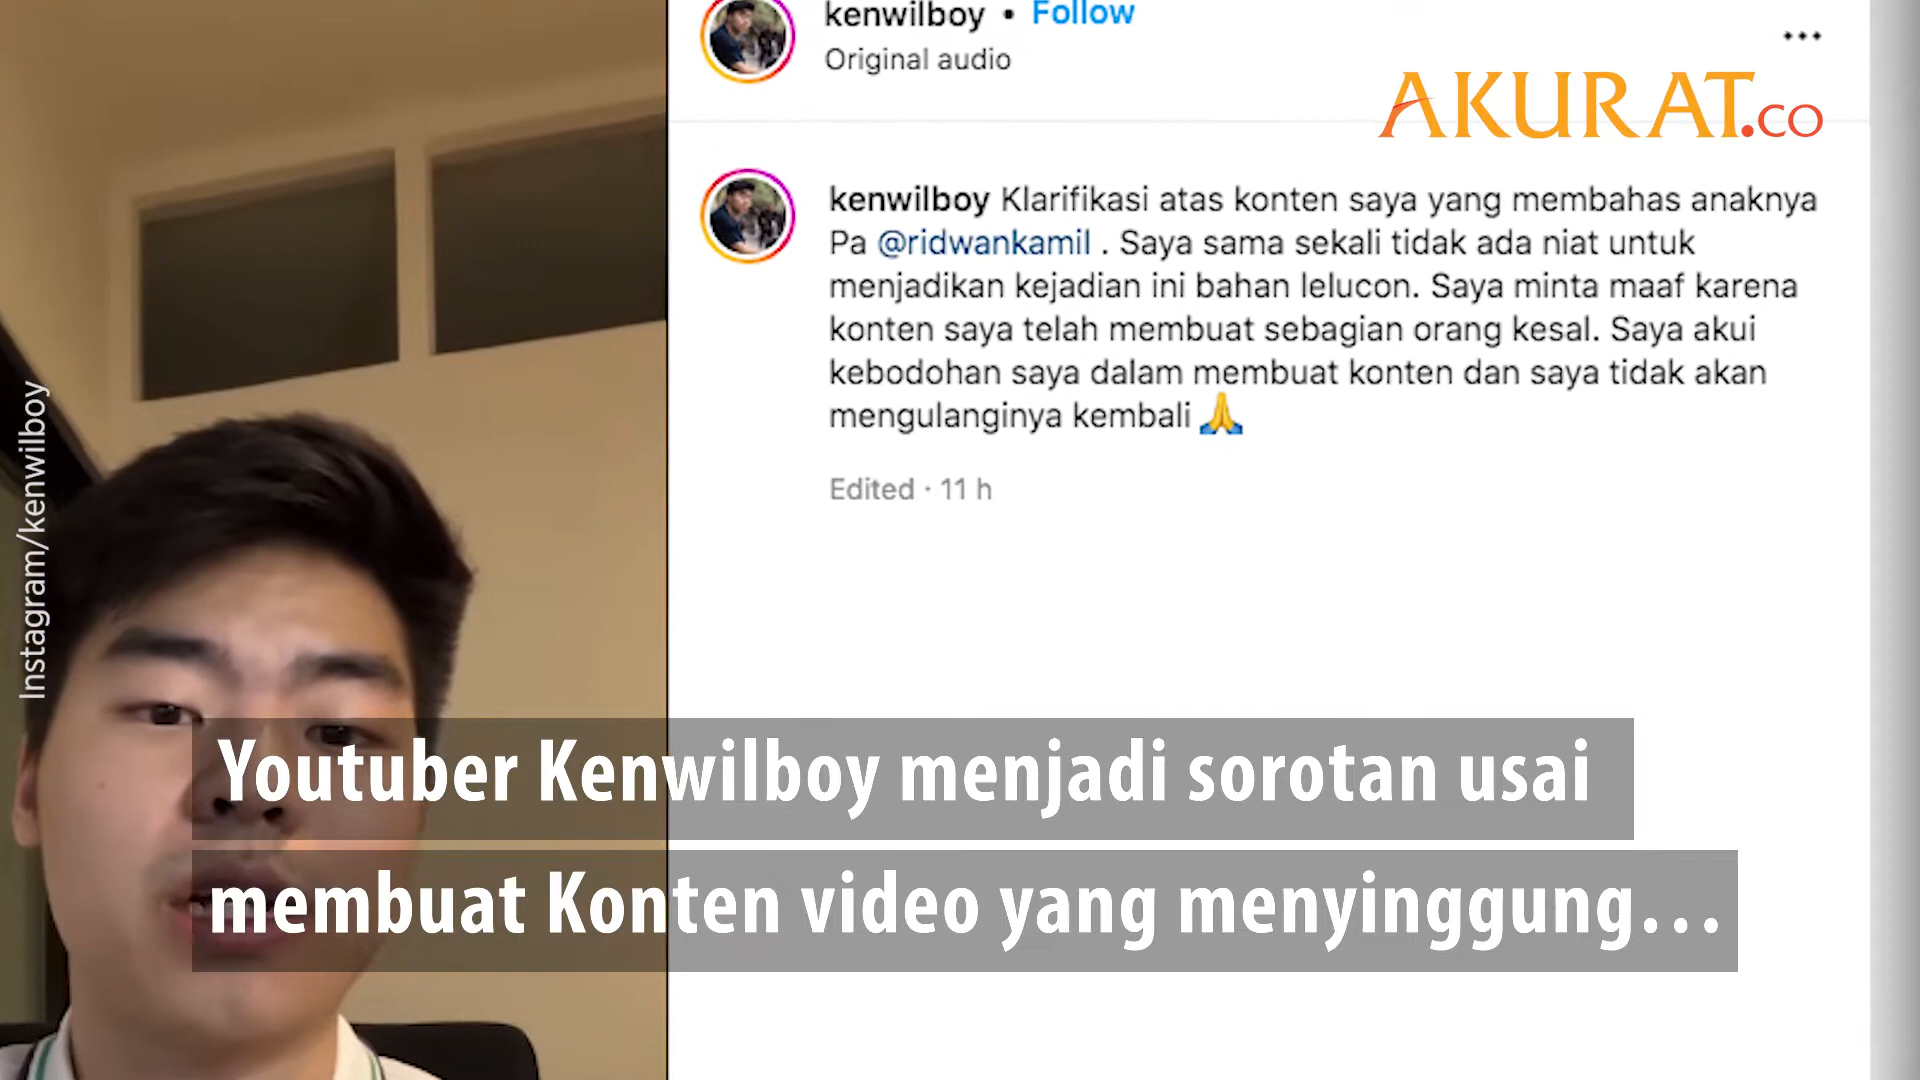 kenwilboy • Follow
Original audio
AKURAT.co
kenwilboy Klarifikasi atas konten saya yang membahas anaknya
Pa @ridwankamil . Saya sama sekali tidak ada niat untuk
menjadikan kejadian ini bahan lelucon. Saya minta maaf karena
konten saya telah membuat sebagian orang kesal. Saya akui
kebodohan saya dalam membuat konten dan saya tidak akan
mengulanginya kembali 🙏
Edited · 11 h
Instagram/kenwilboy
Youtuber Kenwilboy menjadi sorotan usai
membuat Konten video yang menyinggung...